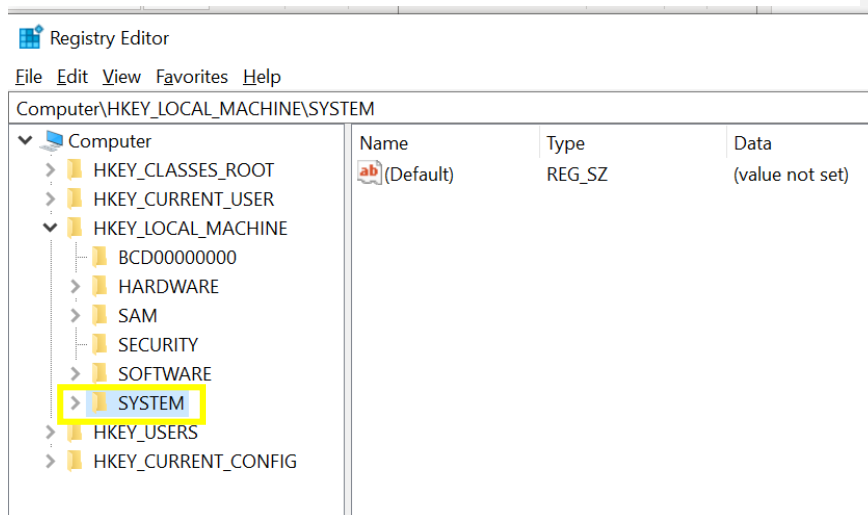 Registry Editor
File Edit View Favorites Help
Computer\HKEY_LOCAL_MACHINE\SYSTEM
Computer
HKEY_CLASSES_ROOT
HKEY_CURRENT_USER
HKEY_LOCAL_MACHINE
BCD00000000
HARDWARE
SAM
SECURITY
SOFTWARE
SYSTEM
HKEY_USERS
HKEY_CURRENT_CONFIG
Name Type Data
ab (Default) REG_SZ (value not set)